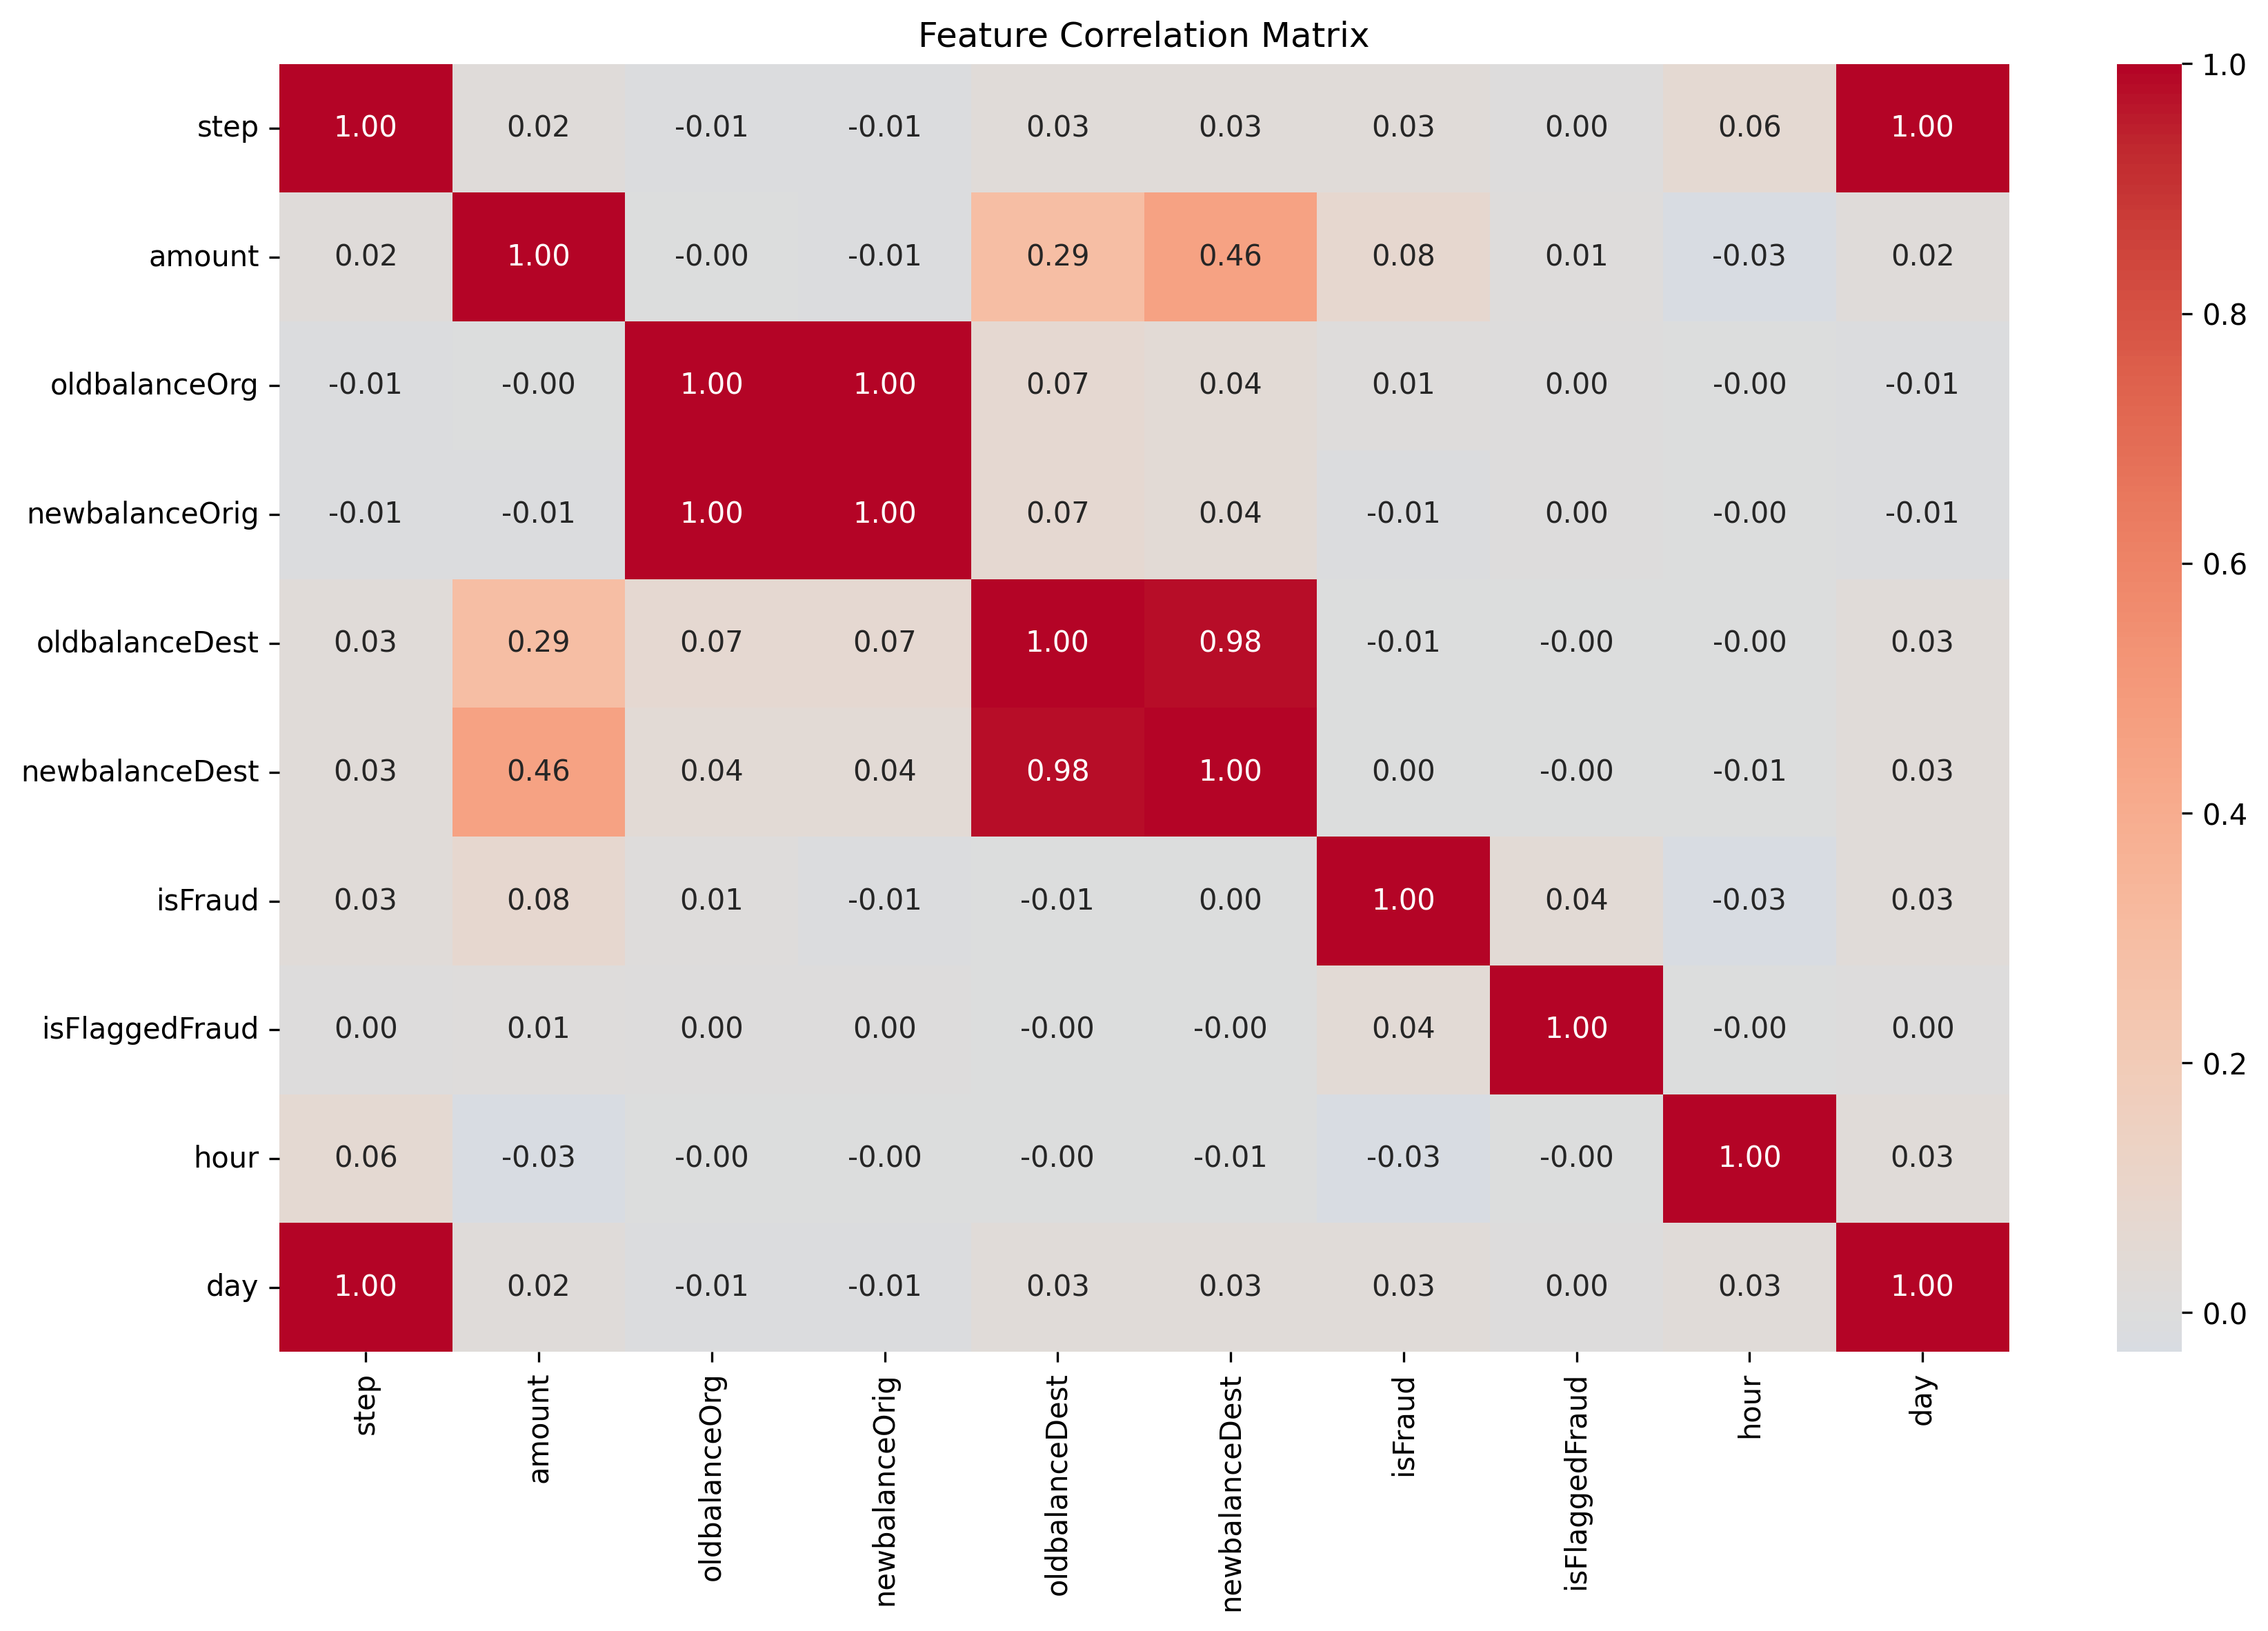 Feature Correlation Matrix
step 1.00 0.02 -0.01 -0.01 0.03 0.03 0.03 0.00 0.06 1.00
amount 0.02 1.00 -0.00 -0.01 0.29 0.46 0.08 0.01 -0.03 0.02
oldbalanceOrg -0.01 -0.00 1.00 1.00 0.07 0.04 0.01 0.00 -0.00 -0.01
newbalanceOrig -0.01 -0.01 1.00 1.00 0.07 0.04 -0.01 0.00 -0.00 -0.01
oldbalanceDest 0.03 0.29 0.07 0.07 1.00 0.98 -0.01 -0.00 -0.00 0.03
newbalanceDest 0.03 0.46 0.04 0.04 0.98 1.00 0.00 -0.00 -0.01 0.03
isFraud 0.03 0.08 0.01 -0.01 -0.01 0.00 1.00 0.04 -0.03 0.03
isFlaggedFraud 0.00 0.01 0.00 0.00 -0.00 -0.00 0.04 1.00 -0.00 0.00
hour 0.06 -0.03 -0.00 -0.00 -0.00 -0.01 -0.03 -0.00 1.00 0.03
day 1.00 0.02 -0.01 -0.01 0.03 0.03 0.03 0.00 0.03 1.00
step amount oldbalanceOrg newbalanceOrig oldbalanceDest newbalanceDest isFraud isFlaggedFraud hour day
1.0
0.8
0.6
0.4
0.2
0.0